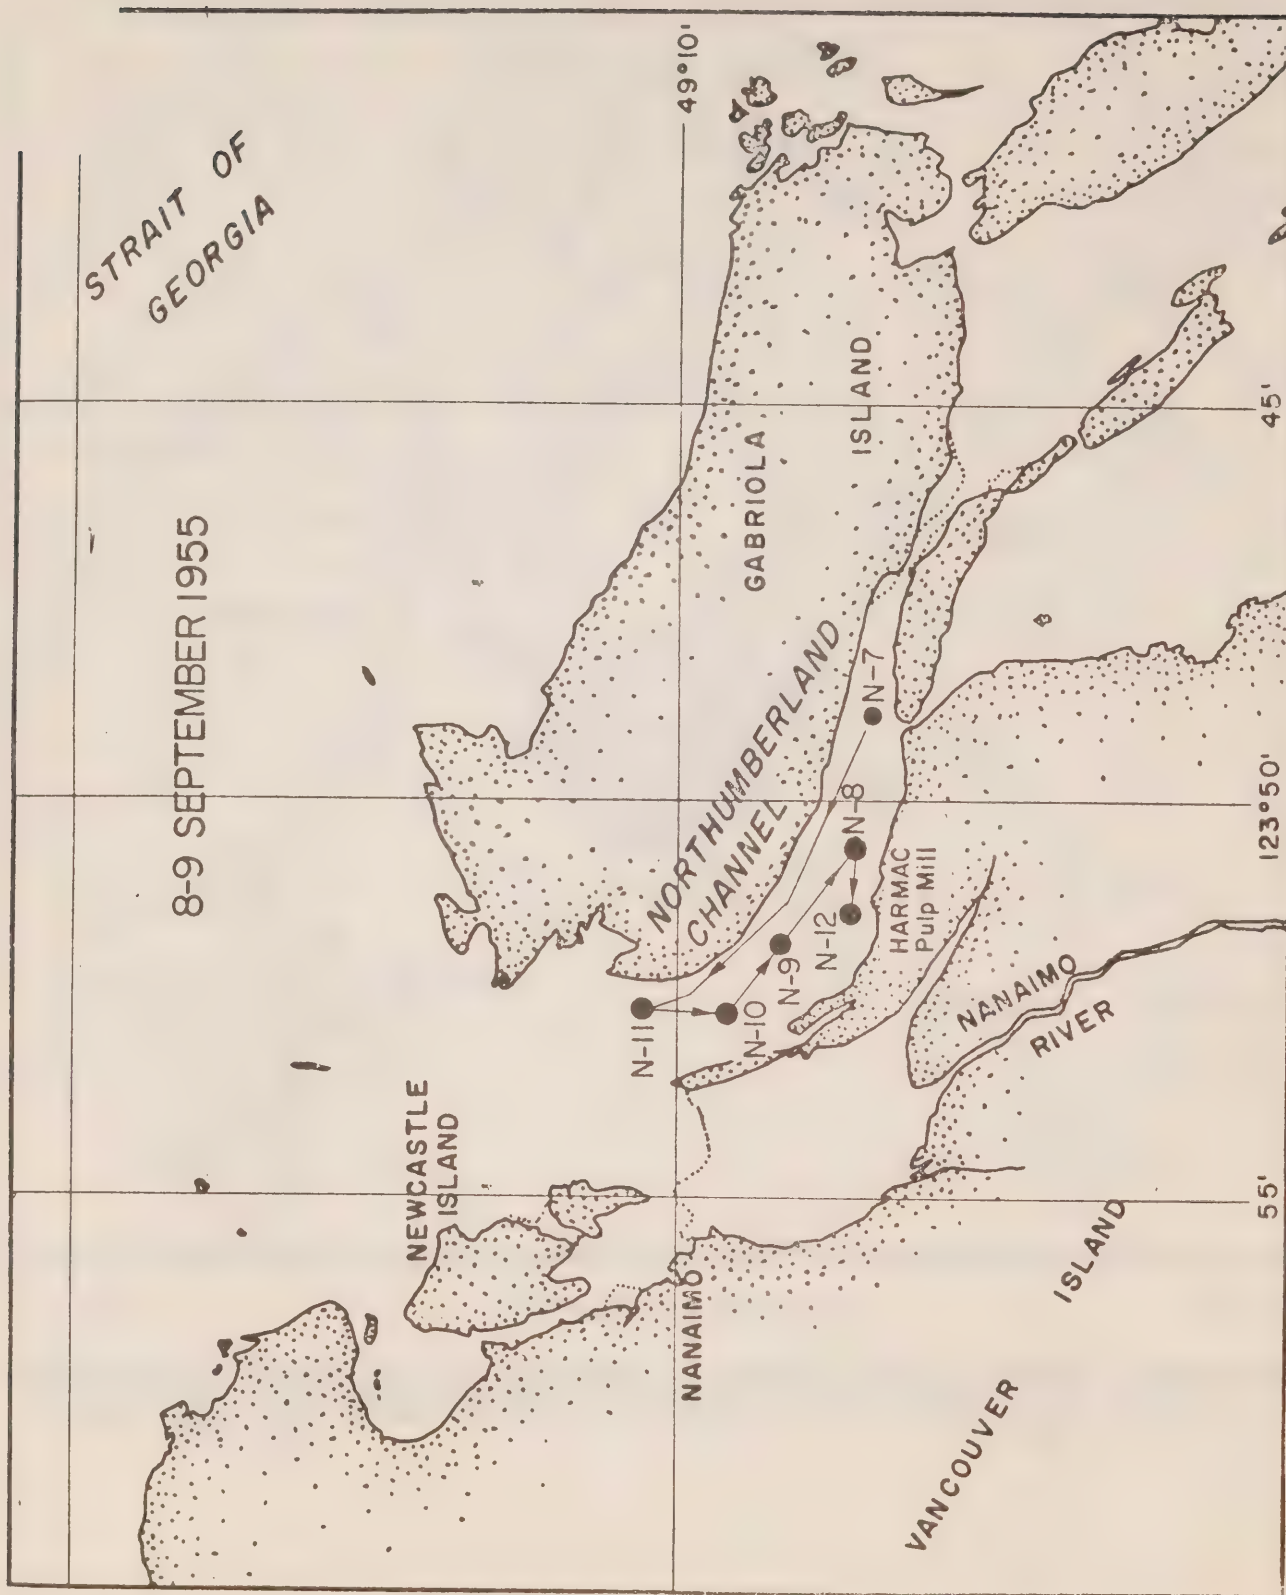 8-9 SEPTEMBER 1955
STRAIT OF
GEORGIA
49°10'
NEWCASTLE
ISLAND
NORTHUMBERLAND
CHANNEL
GABRIOLA
ISLAND
N-11
N-10
N-9
N-12
N-8
N-7
NANAIMO
HARMAC
Pulp Mill
NANAIMO
RIVER
VANCOUVER
ISLAND
55'
123°50'
45'